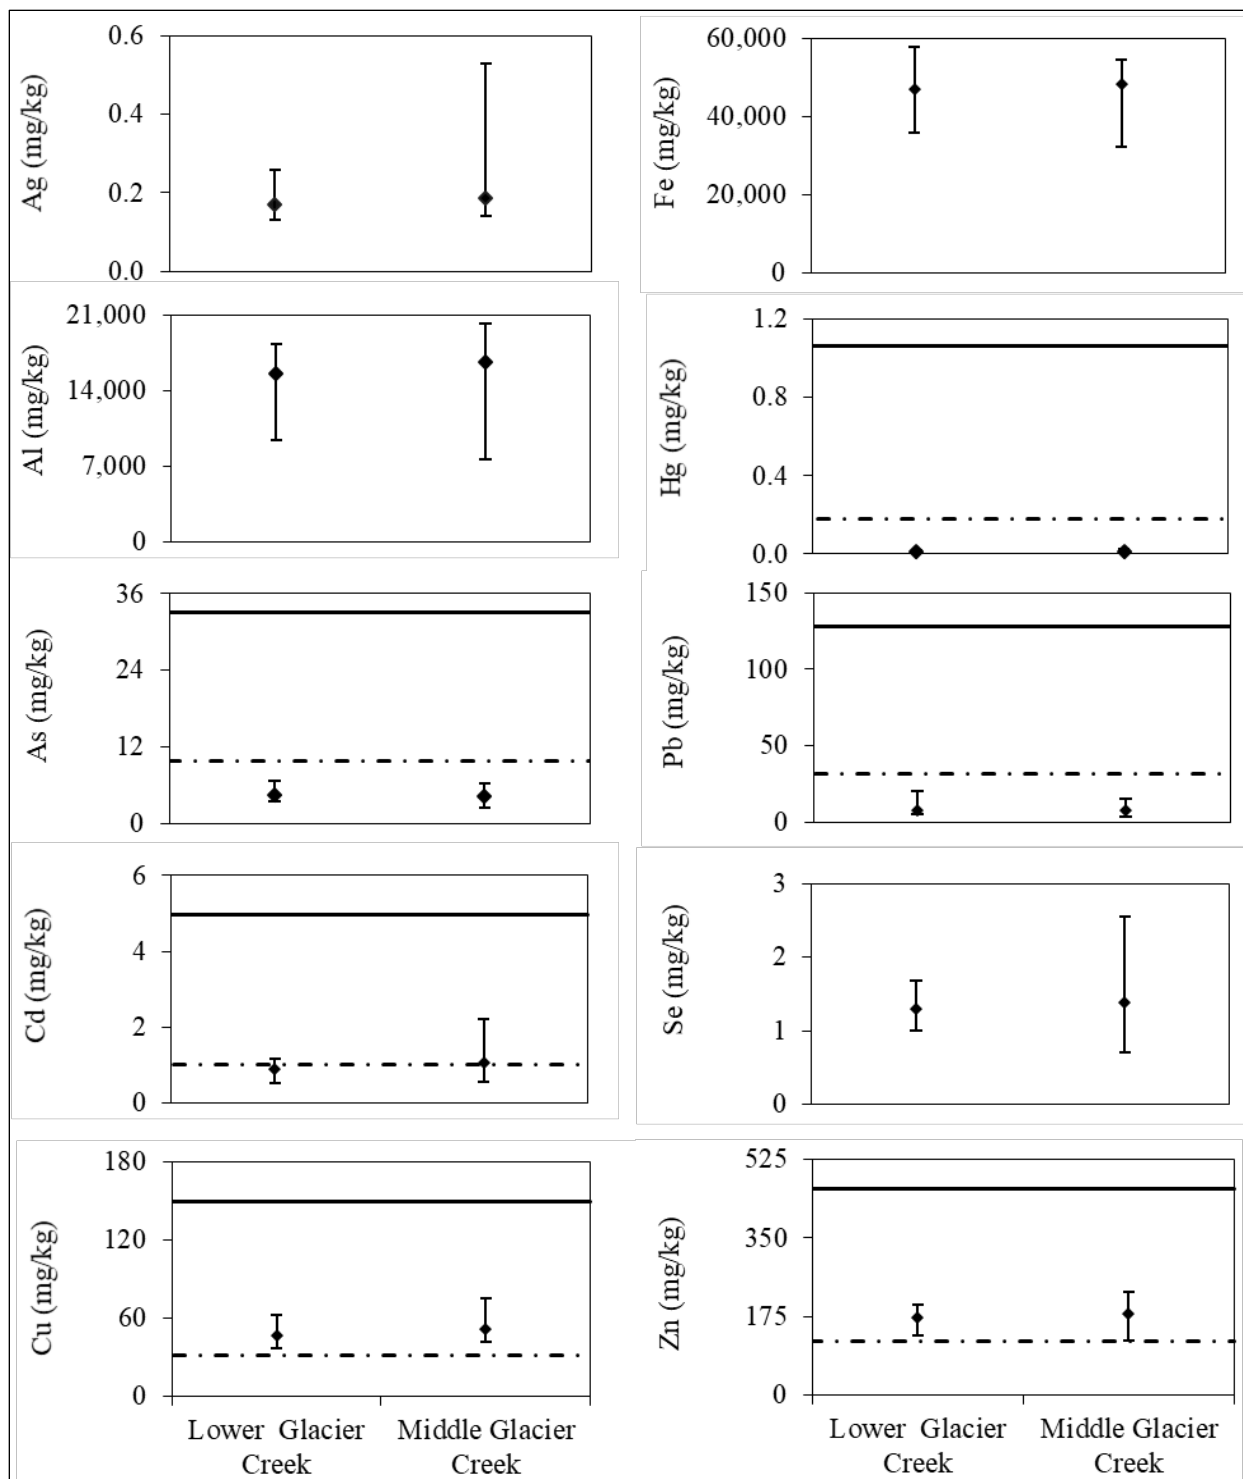 Ag (mg/kg)
0.6
0.4
0.2
0.0
Fe (mg/kg)
60,000
40,000
20,000
0
Al (mg/kg)
21,000
14,000
7,000
0
Hg (mg/kg)
1.2
0.8
0.4
0.0
As (mg/kg)
36
24
12
0
Pb (mg/kg)
150
100
50
0
Cd (mg/kg)
6
4
2
0
Se (mg/kg)
3
2
1
0
Cu (mg/kg)
180
120
60
0
Lower Glacier
Creek
Middle Glacier
Creek
Zn (mg/kg)
525
350
175
0
Lower Glacier
Creek
Middle Glacier
Creek